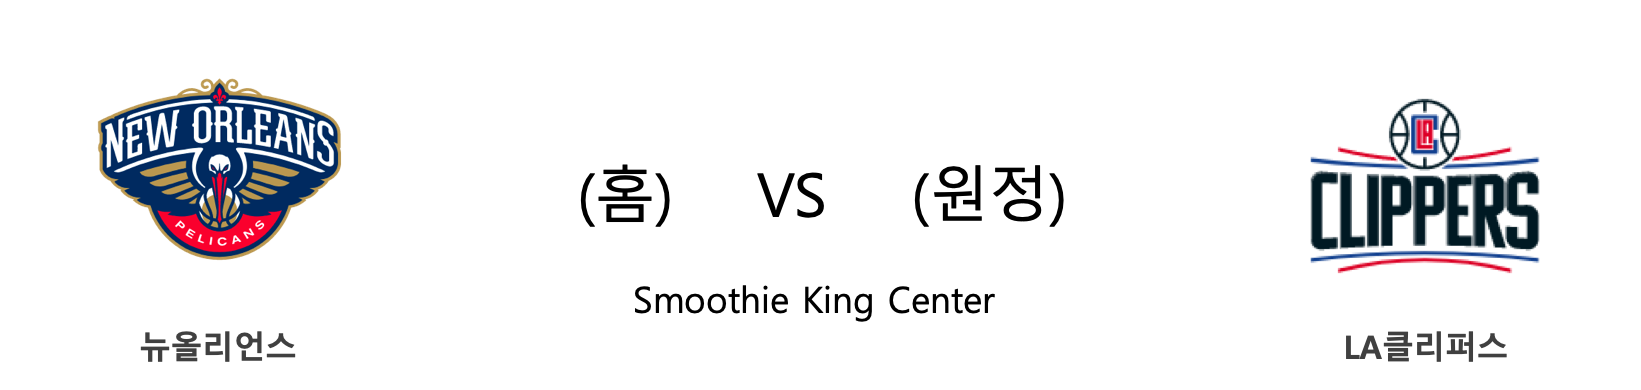 NEW ORLEANS
PELICANS
뉴올리언스
(홈) VS (원정)
Smoothie King Center
LA
CLIPPERS
LA클리퍼스